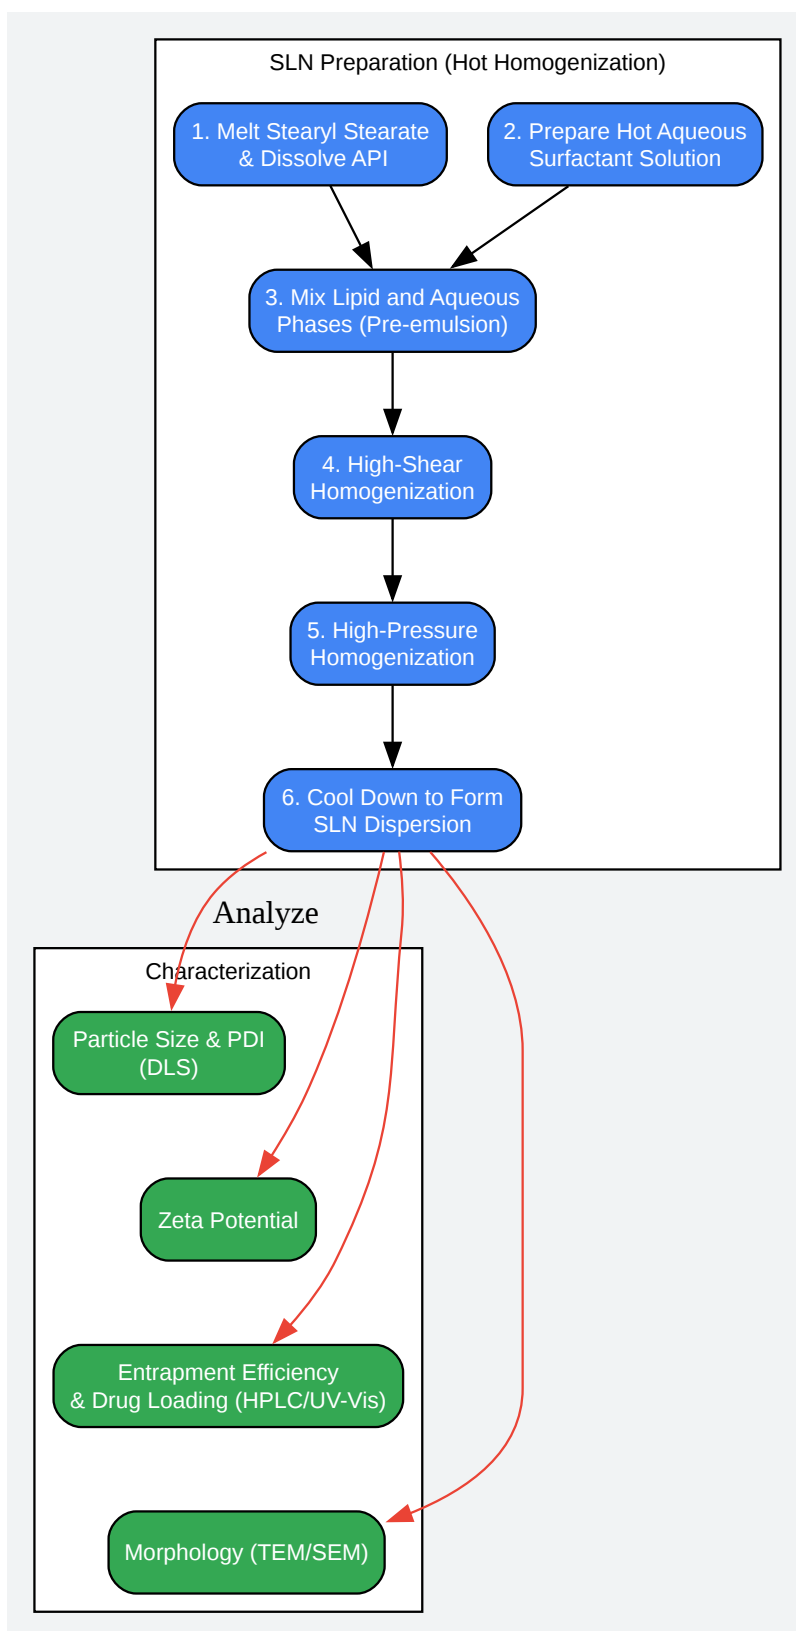 SLN Preparation (Hot Homogenization)
1. Melt Stearyl Stearate
& Dissolve API
2. Prepare Hot Aqueous
Surfactant Solution
3. Mix Lipid and Aqueous
Phases (Pre-emulsion)
4. High-Shear
Homogenization
5. High-Pressure
Homogenization
6. Cool Down to Form
SLN Dispersion
Analyze
Characterization
Particle Size & PDI
(DLS)
Zeta Potential
Entrapment Efficiency
& Drug Loading (HPLC/UV-Vis)
Morphology (TEM/SEM)